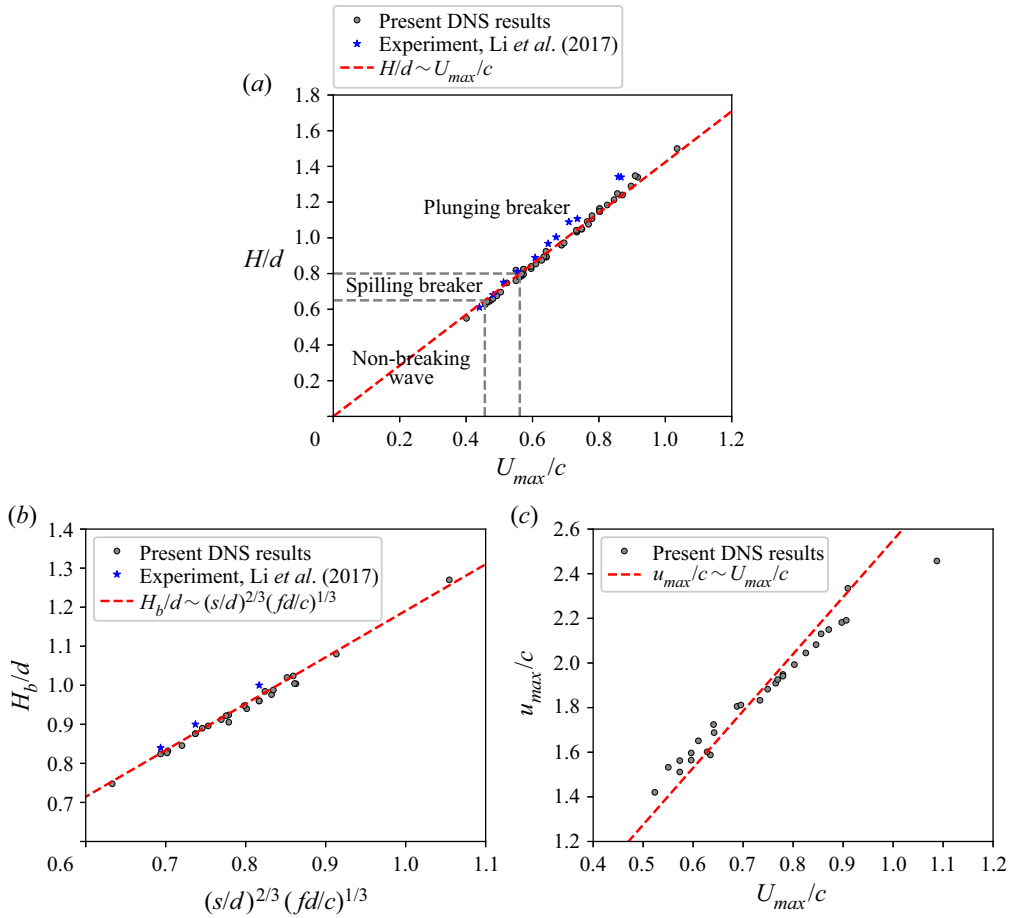 Present DNS results
Experiment, Li et al. (2017)
H/d ~ U_max/c
(a)
1.8
1.6
1.4
1.2
1.0
0.8
0.6
0.4
0.2
H/d
Plunging breaker
Spilling breaker
Non-breaking
wave
0 0.2 0.4 0.6 0.8 1.0 1.2
U_max/c
(b)
1.4
1.3
1.2
1.1
1.0
0.9
0.8
0.7
0.6 0.7 0.8 0.9 1.0 1.1
H_b/d
Present DNS results
Experiment, Li et al. (2017)
H_b/d ~ (s/d)^{2/3} (fd/c)^{1/3}
(s/d)^{2/3} (fd/c)^{1/3}
(c)
2.6
2.4
2.2
2.0
1.8
1.6
1.4
1.2
u_max/c
Present DNS results
u_max/c ~ U_max/c
0.4 0.5 0.6 0.7 0.8 0.9 1.0 1.1 1.2
U_max/c